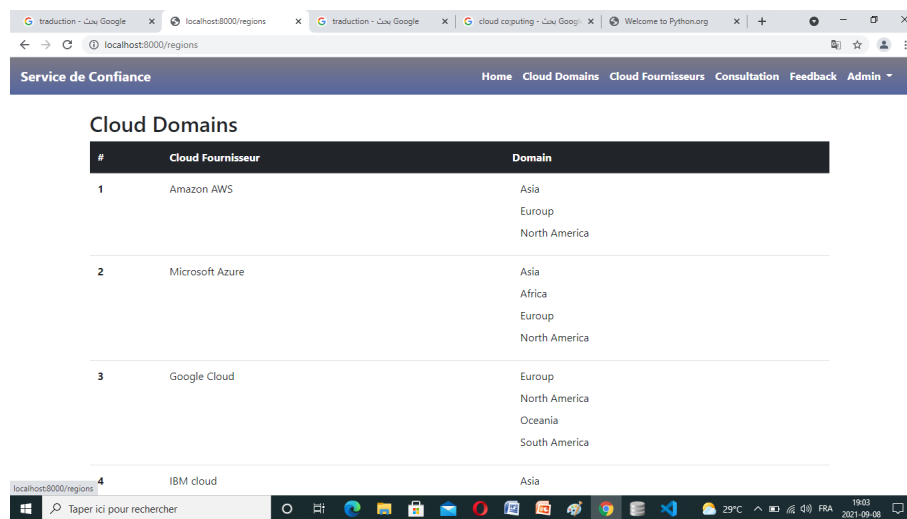 traduction - بحث Google
localhost:8000/regions
traduction - بحث Google
cloud co;puting - بحث Googl
Welcome to Python.org
localhost:8000/regions
Service de Confiance
Home Cloud Domains Cloud Fournisseurs Consultation Feedback Admin
Cloud Domains
# Cloud Fournisseur Domain
1 Amazon AWS Asia
Euroup
North America
2 Microsoft Azure Asia
Africa
Euroup
North America
3 Google Cloud Euroup
North America
Oceania
South America
4 IBM cloud Asia
localhost:8000/regions
Taper ici pour rechercher
29°C FRA 19:03
2021-09-08